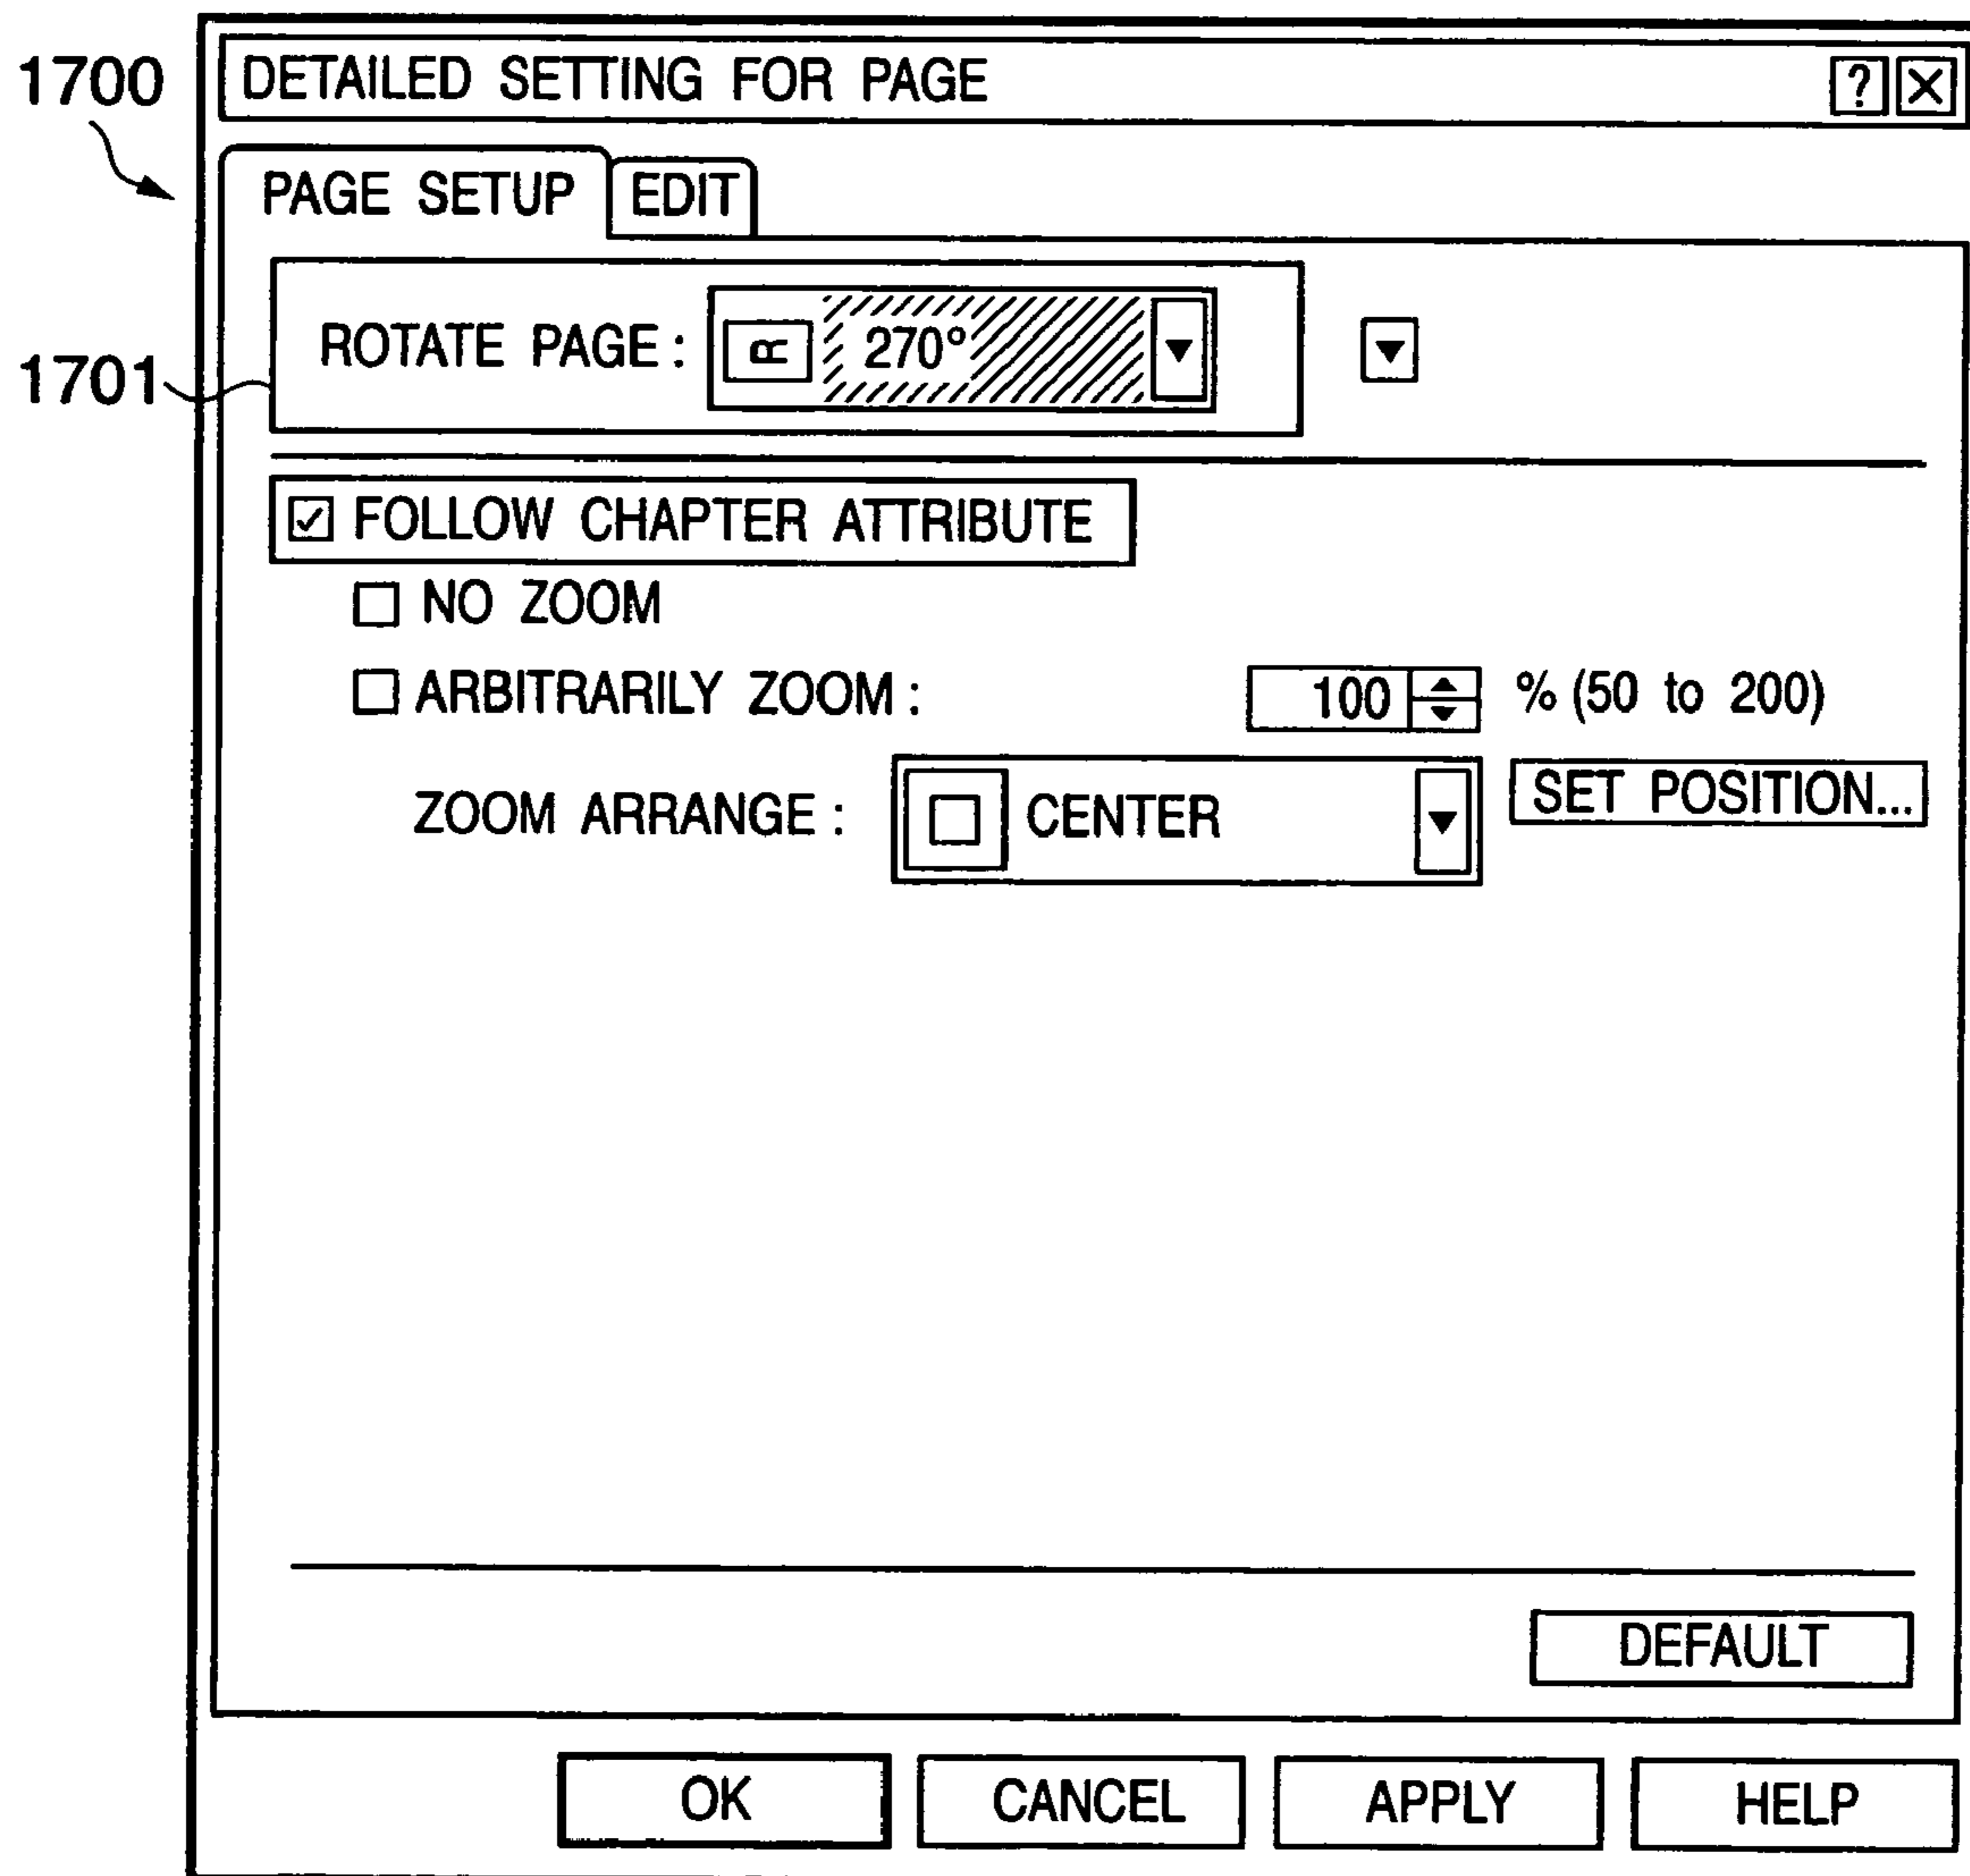 1700
DETAILED SETTING FOR PAGE ? X
PAGE SETUP EDIT
ROTATE PAGE: R 270°
1701
FOLLOW CHAPTER ATTRIBUTE
NO ZOOM
ARBITRARILY ZOOM: 100 % (50 to 200)
ZOOM ARRANGE: CENTER SET POSITION...
DEFAULT
OK CANCEL APPLY HELP